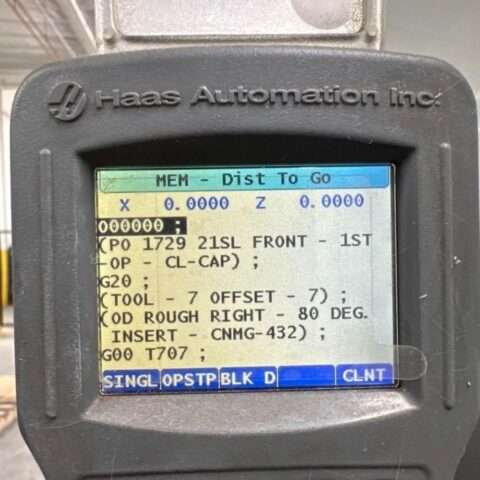 Haas Automation Inc.
MEM - Dist To Go
X 0.0000 Z 0.0000
O00000 ;
(PO 1729 21SL FRONT - 1ST
-OP - CL-CAP) ;
G20 ;
(TOOL - 7 OFFSET - 7) ;
(OD ROUGH RIGHT - 80 DEG.
INSERT - CNMG-432) ;
G00 T707 ;
SINGL OPSTP BLK D CLNT